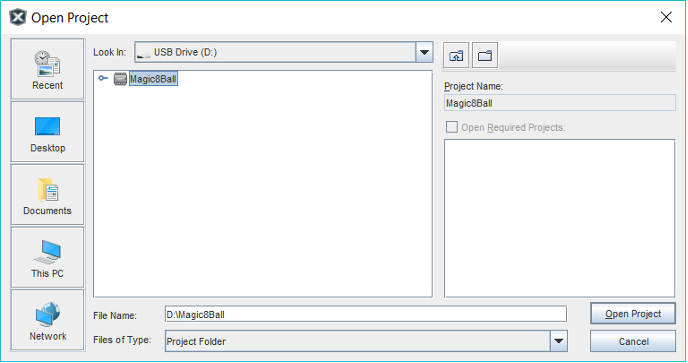 Open Project
Look In:
USB Drive (D:)
Recent
Desktop
Documents
This PC
Network
Magic8Ball
Project Name:
Magic8Ball
Open Required Projects:
File Name:
D:\Magic8Ball
Open Project
Files of Type:
Project Folder
Cancel